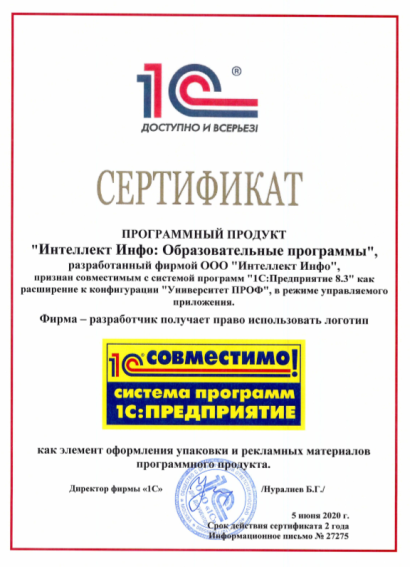 1С®
ДОСТУПНО И ВСЕРЬЕЗ!
СЕРТИФИКАТ
ПРОГРАММНЫЙ ПРОДУКТ
"Интеллект Инфо: Образовательные программы",
разработанный фирмой ООО "Интеллект Инфо",
признан совместимым с системой программ "1С:Предприятие 8.3" как
расширение к конфигурации "Университет ПРОФ", в режиме управляемого
приложения.
Фирма – разработчик получает право использовать логотип
1С СОВМЕСТИМО!
система программ
1С:ПРЕДПРИЯТИЕ
как элемент оформления упаковки и рекламных материалов
программного продукта.
Директор фирмы «1С» /Нуралиев Б.Г./
5 июня 2020 г.
Срок действия сертификата 2 года
Информационное письмо № 27275